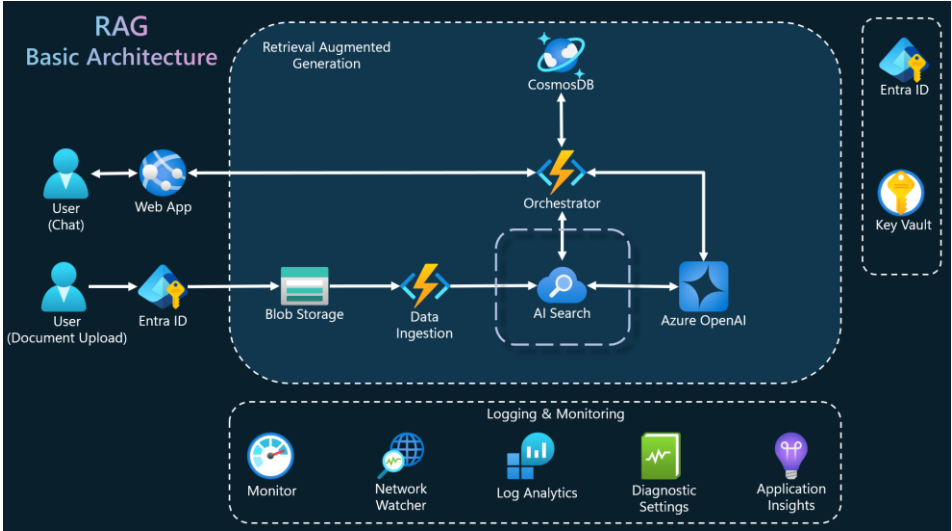 RAG
Basic Architecture
Retrieval Augmented
Generation
CosmosDB
Entra ID
User
(Chat)
Web App
Orchestrator
Key Vault
User
(Document Upload)
Entra ID
Blob Storage
Data
Ingestion
AI Search
Azure OpenAI
Logging & Monitoring
Monitor
Network
Watcher
Log Analytics
Diagnostic
Settings
Application
Insights